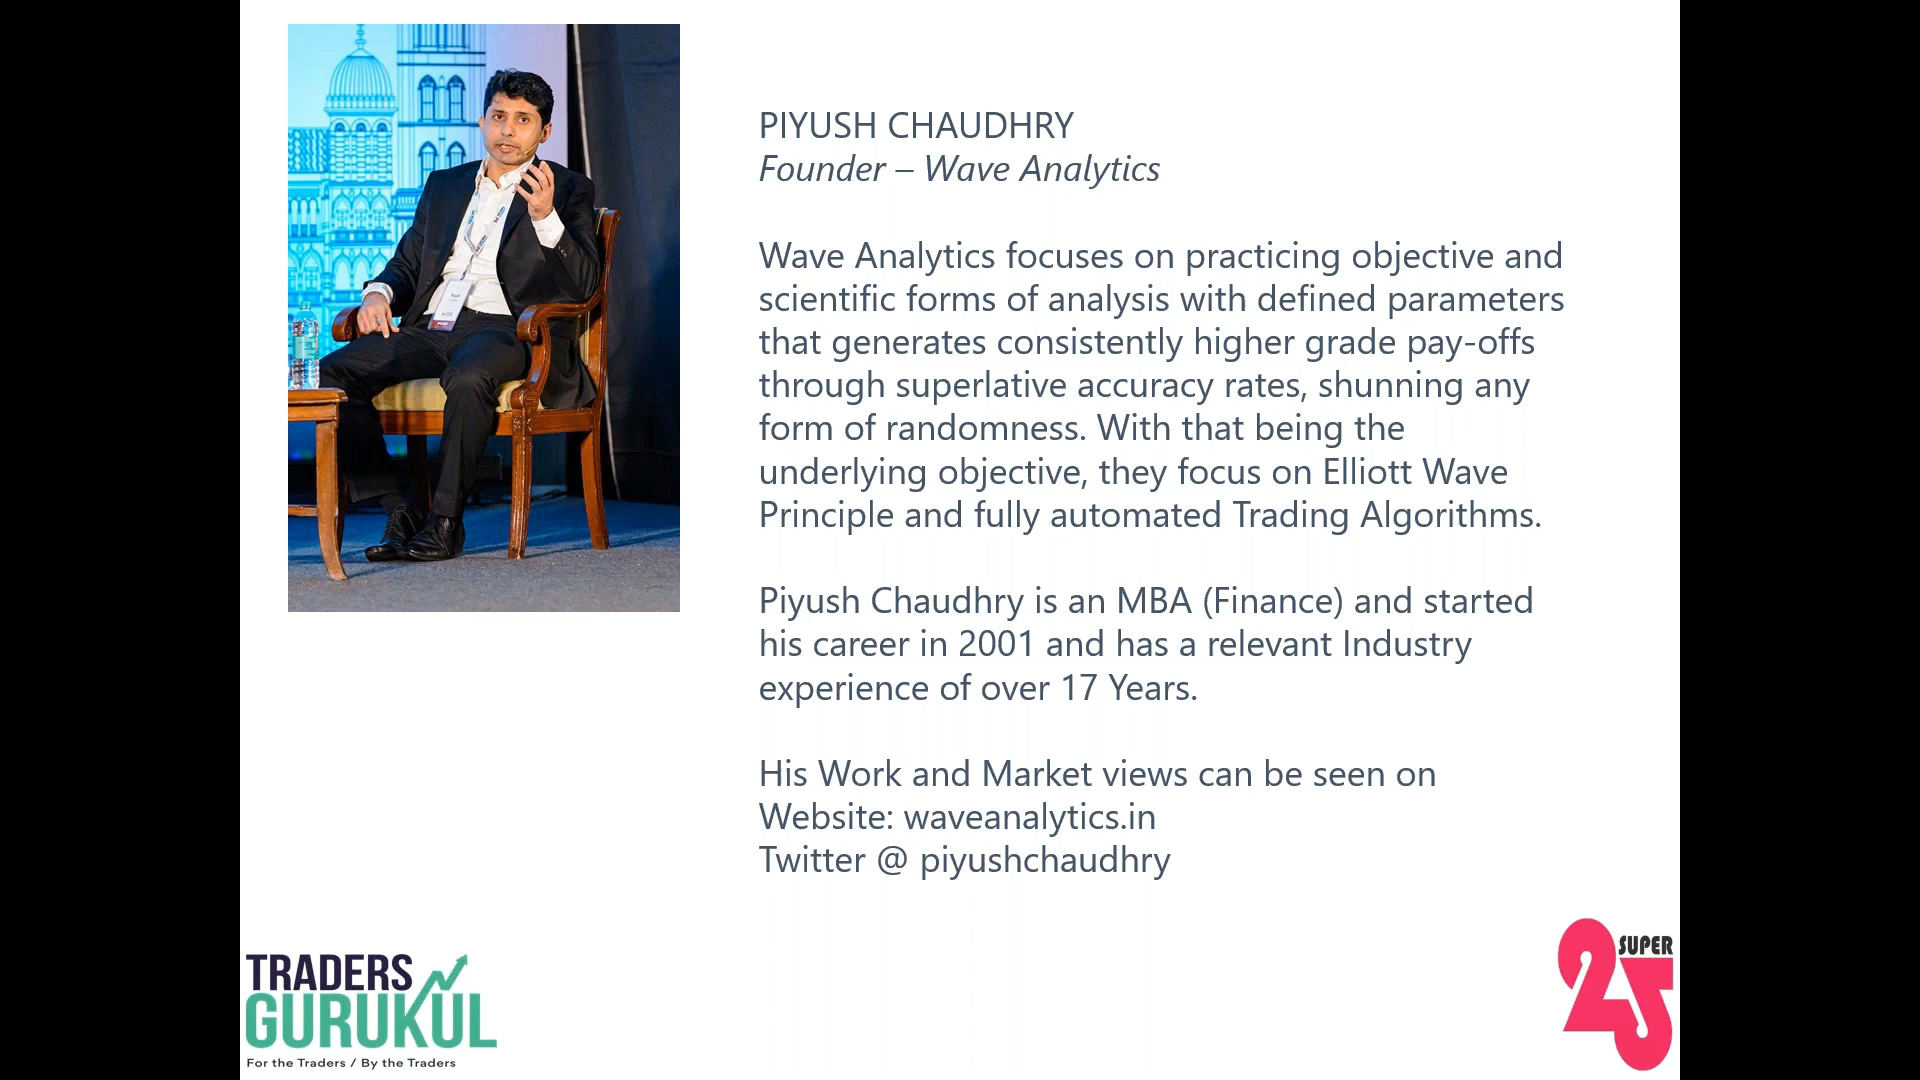 PIYUSH CHAUDHRY
Founder – Wave Analytics
Wave Analytics focuses on practicing objective and
scientific forms of analysis with defined parameters
that generates consistently higher grade pay-offs
through superlative accuracy rates, shunning any
form of randomness. With that being the
underlying objective, they focus on Elliott Wave
Principle and fully automated Trading Algorithms.
Piyush Chaudhry is an MBA (Finance) and started
his career in 2001 and has a relevant Industry
experience of over 17 Years.
His Work and Market views can be seen on
Website: waveanalytics.in
Twitter @ piyushchaudhry
TRADERS
GURUKUL
For the Traders / By the Traders
SUPER
25